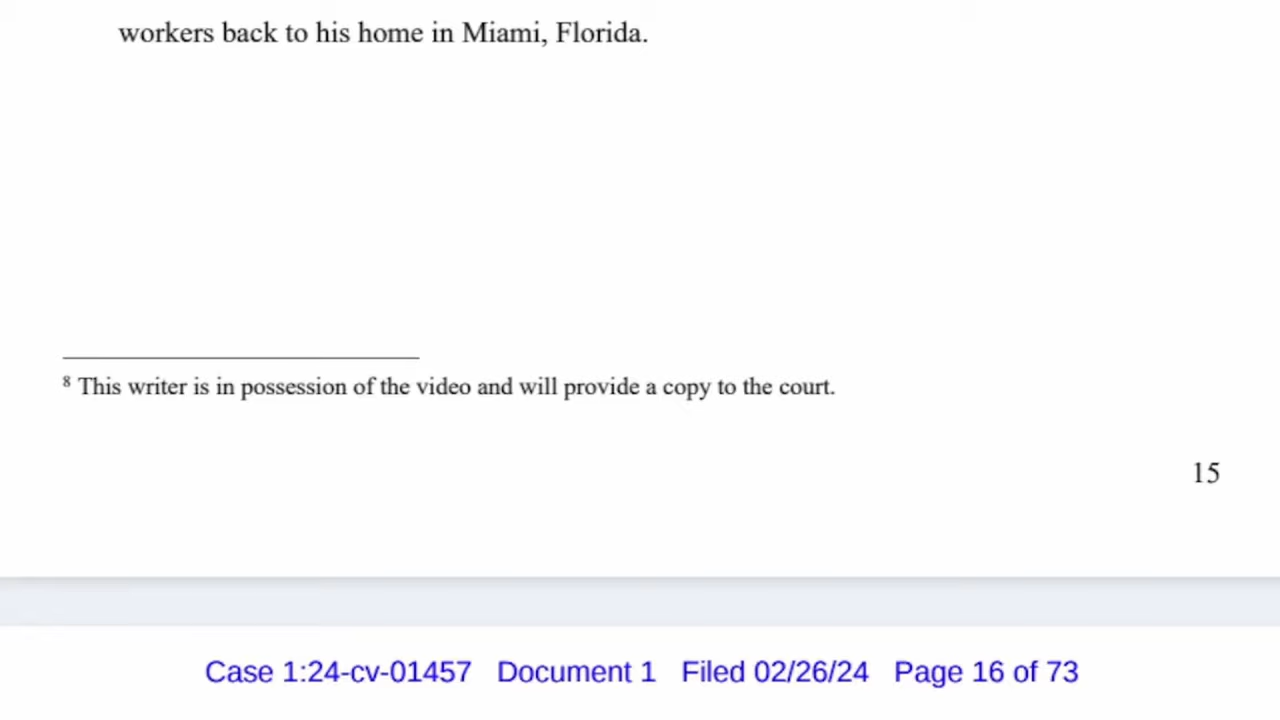 workers back to his home in Miami, Florida.
8 This writer is in possession of the video and will provide a copy to the court.
15
Case 1:24-cv-01457 Document 1 Filed 02/26/24 Page 16 of 73